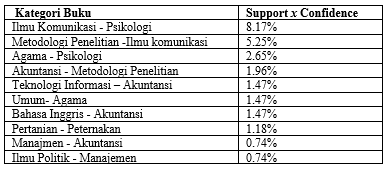 Kategori Buku Support x Confidence
Ilmu Komunikasi - Psikologi 8.17%
Metodologi Penelitian -Ilmu komunikasi 5.25%
Agama - Psikologi 2.65%
Akuntansi - Metodologi Penelitian 1.96%
Teknologi Informasi – Akuntansi 1.47%
Umum- Agama 1.47%
Bahasa Inggris - Akuntansi 1.47%
Pertanian - Peternakan 1.18%
Manajmen - Akuntansi 0.74%
Ilmu Politik - Manajemen 0.74%